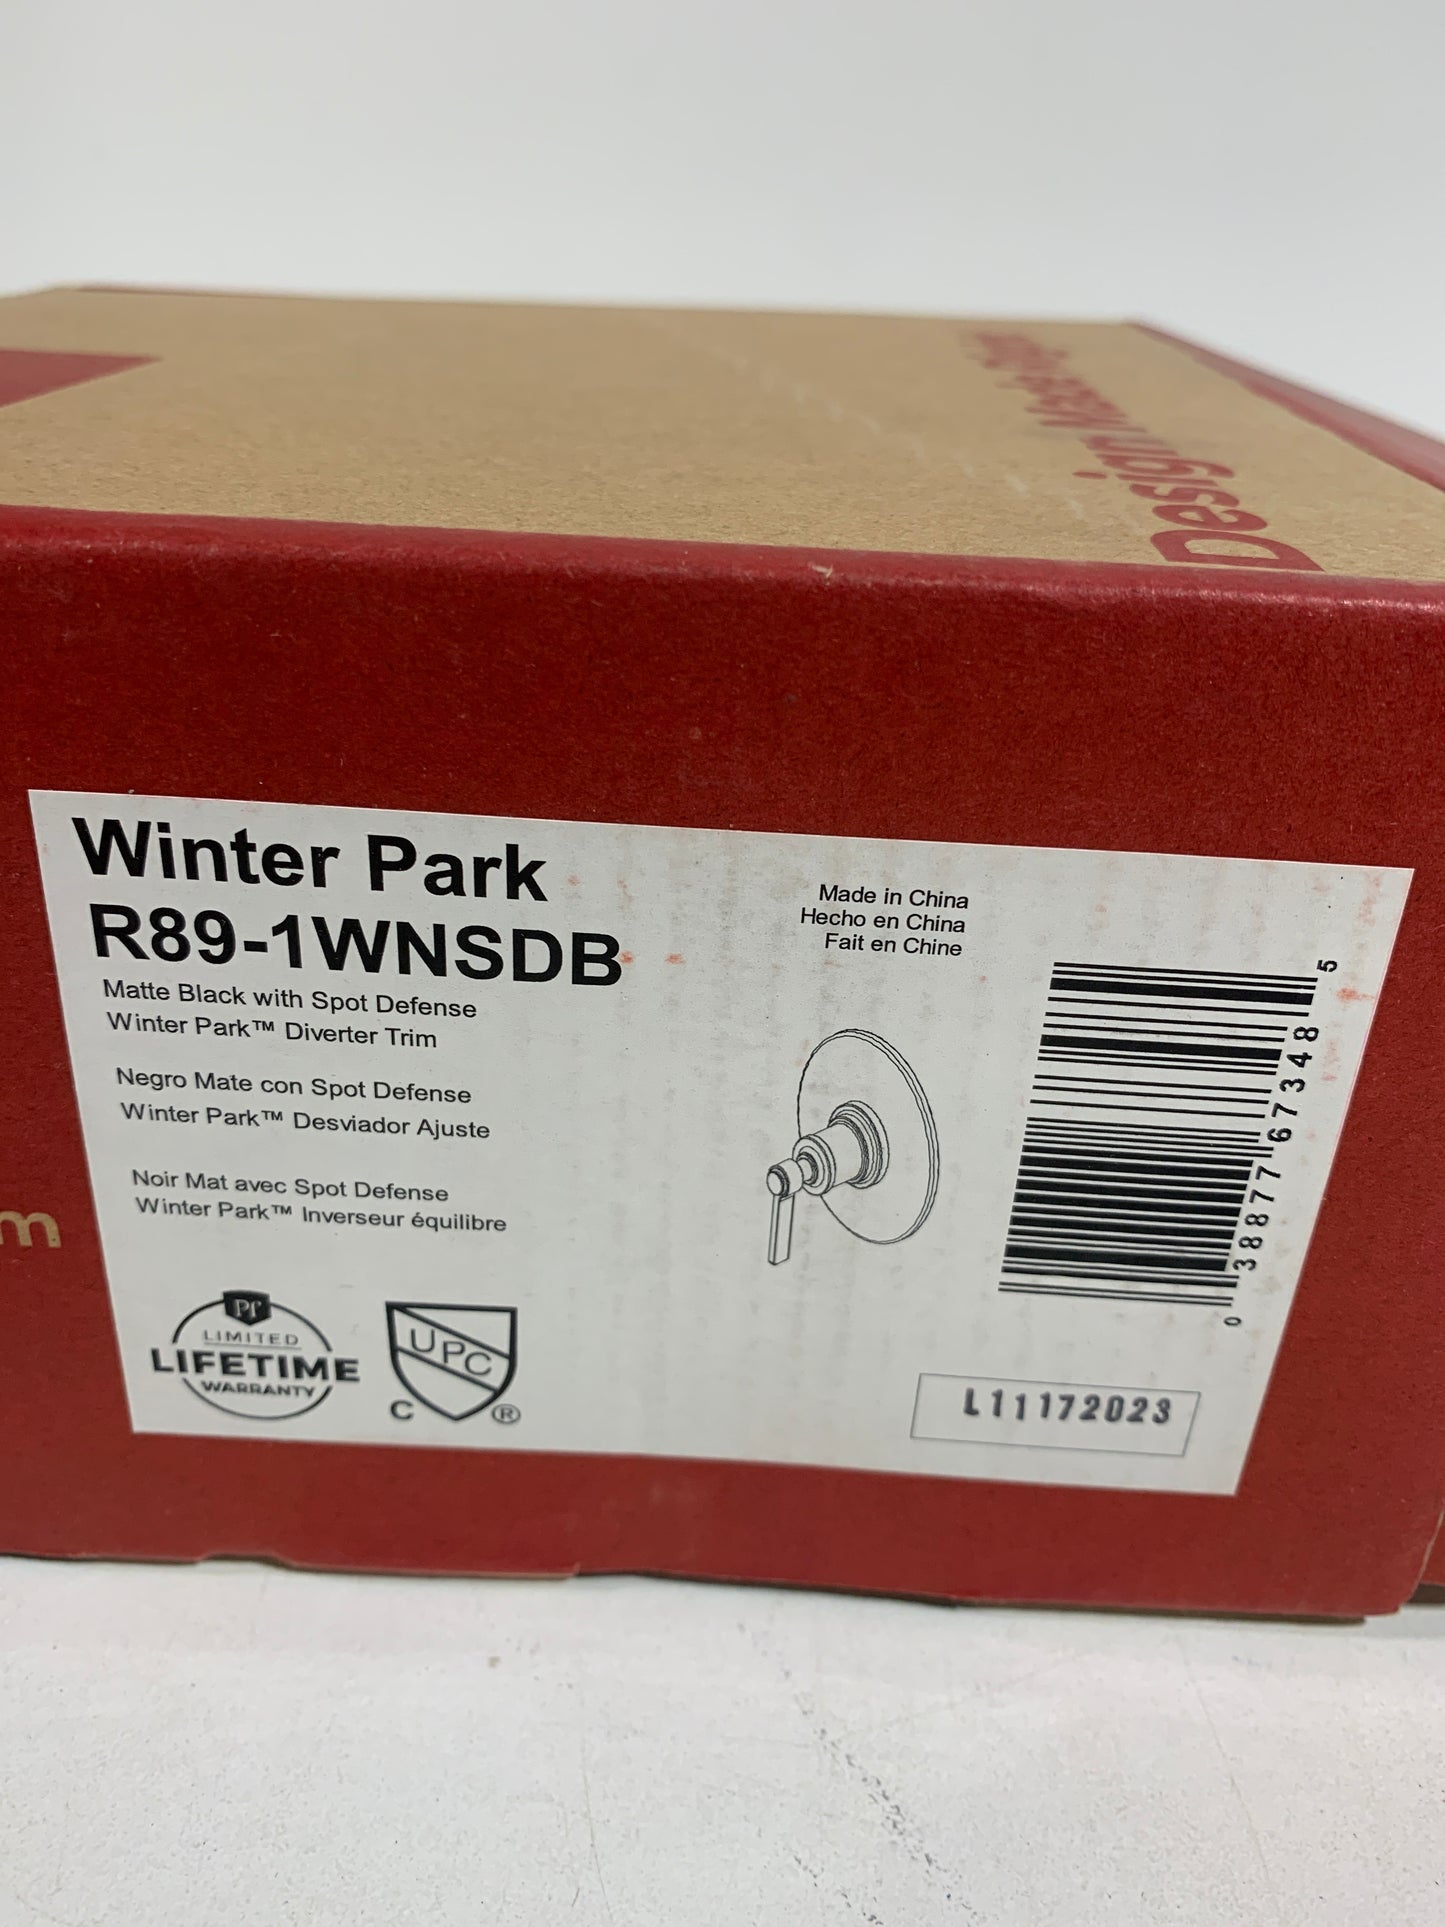 Design
Winter Park
R89-1WNSDB
Matte Black with Spot Defense
Winter Park™ Diverter Trim
Negro Mate con Spot Defense
Winter Park™ Desviador Ajuste
Noir Mat avec Spot Defense
Winter Park™ Inverseur équilibre
Made in China
Hecho en China
Fait en Chine
0 38877 67348 5
m
Pf
LIMITED
LIFETIME
WARRANTY
UPC
C ®
L11172023